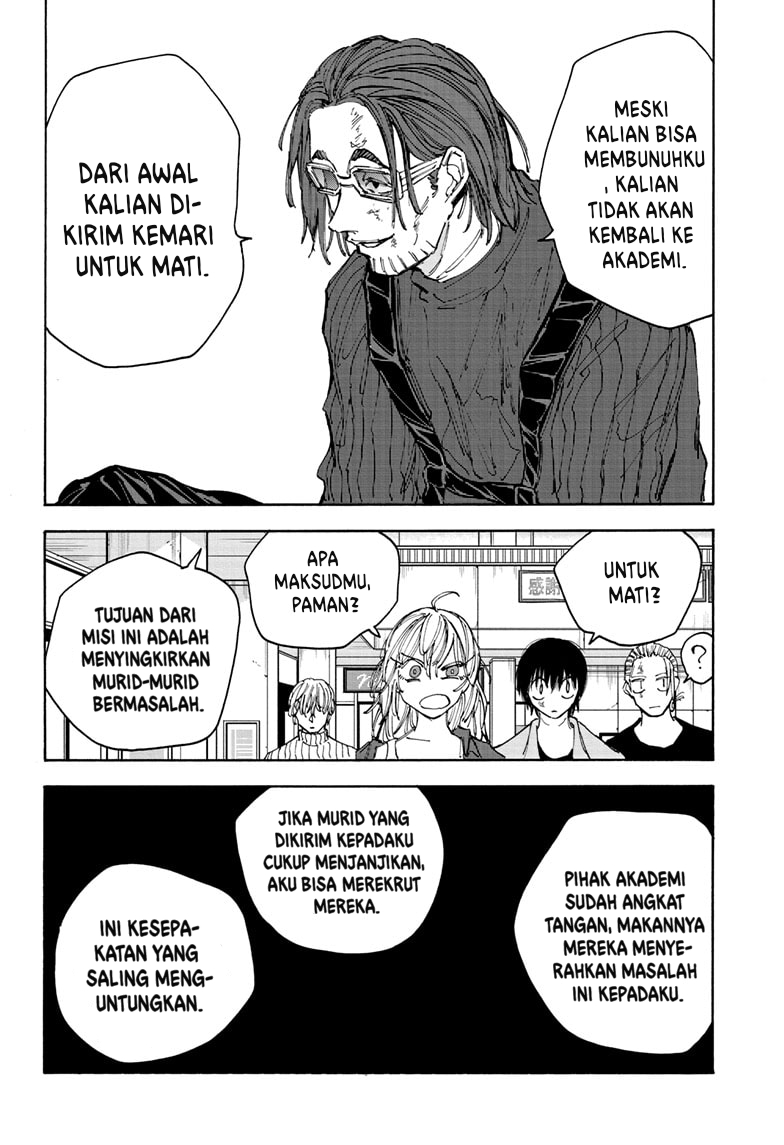 MESKI
KALIAN BISA
MEMBUNUHKU
, KALIAN
TIDAK AKAN
KEMBALI KE
AKADEMI.
DARI AWAL
KALIAN DI-
KIRIM KEMARI
UNTUK MATI.
UNTUK
MATI?
?
APA
MAKSUDMU,
PAMAN?
TUJUAN DARI
MISI INI ADALAH
MENYINGKIRKAN
MURID-MURID
BERMASALAH.
感謝
PIHAK AKADEMI
SUDAH ANGKAT
TANGAN, MAKANNYA
MEREKA MENYE-
RAHKAN MASALAH
INI KEPADAKU.
JIKA MURID YANG
DIKIRIM KEPADAKU
CUKUP MENJANJIKAN,
AKU BISA MEREKRUT
MEREKA.
INI KESEPA-
KATAN YANG
SALING MENG-
UNTUNGKAN.